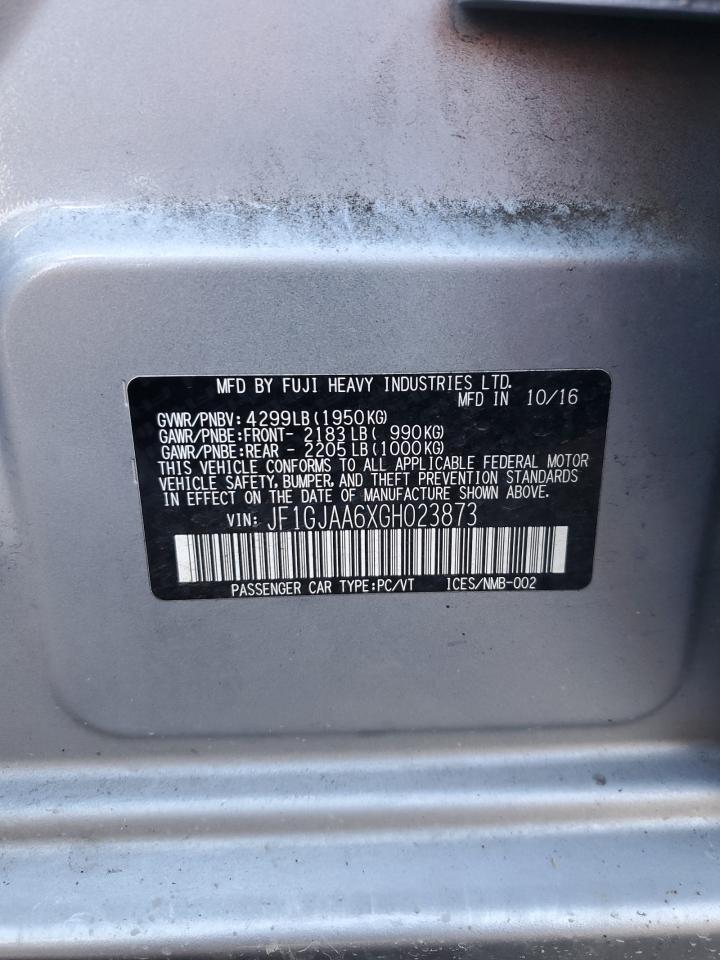 MFD BY FUJI HEAVY INDUSTRIES LTD.
MFD IN 10/16
GVWR/PNBV: 4299LB(1950KG)
GAWR/PNBE:FRONT- 2183 LB( 990KG)
GAWR/PNBE:REAR - 2205 LB(1000KG)
THIS VEHICLE CONFORMS TO ALL APPLICABLE FEDERAL MOTOR
VEHICLE SAFETY, BUMPER, AND THEFT PREVENTION STANDARDS
IN EFFECT ON THE DATE OF MANUFACTURE SHOWN ABOVE.
VIN: JF1GJAA6XGH023873
PASSENGER CAR TYPE:PC/VT ICES/NMB-002